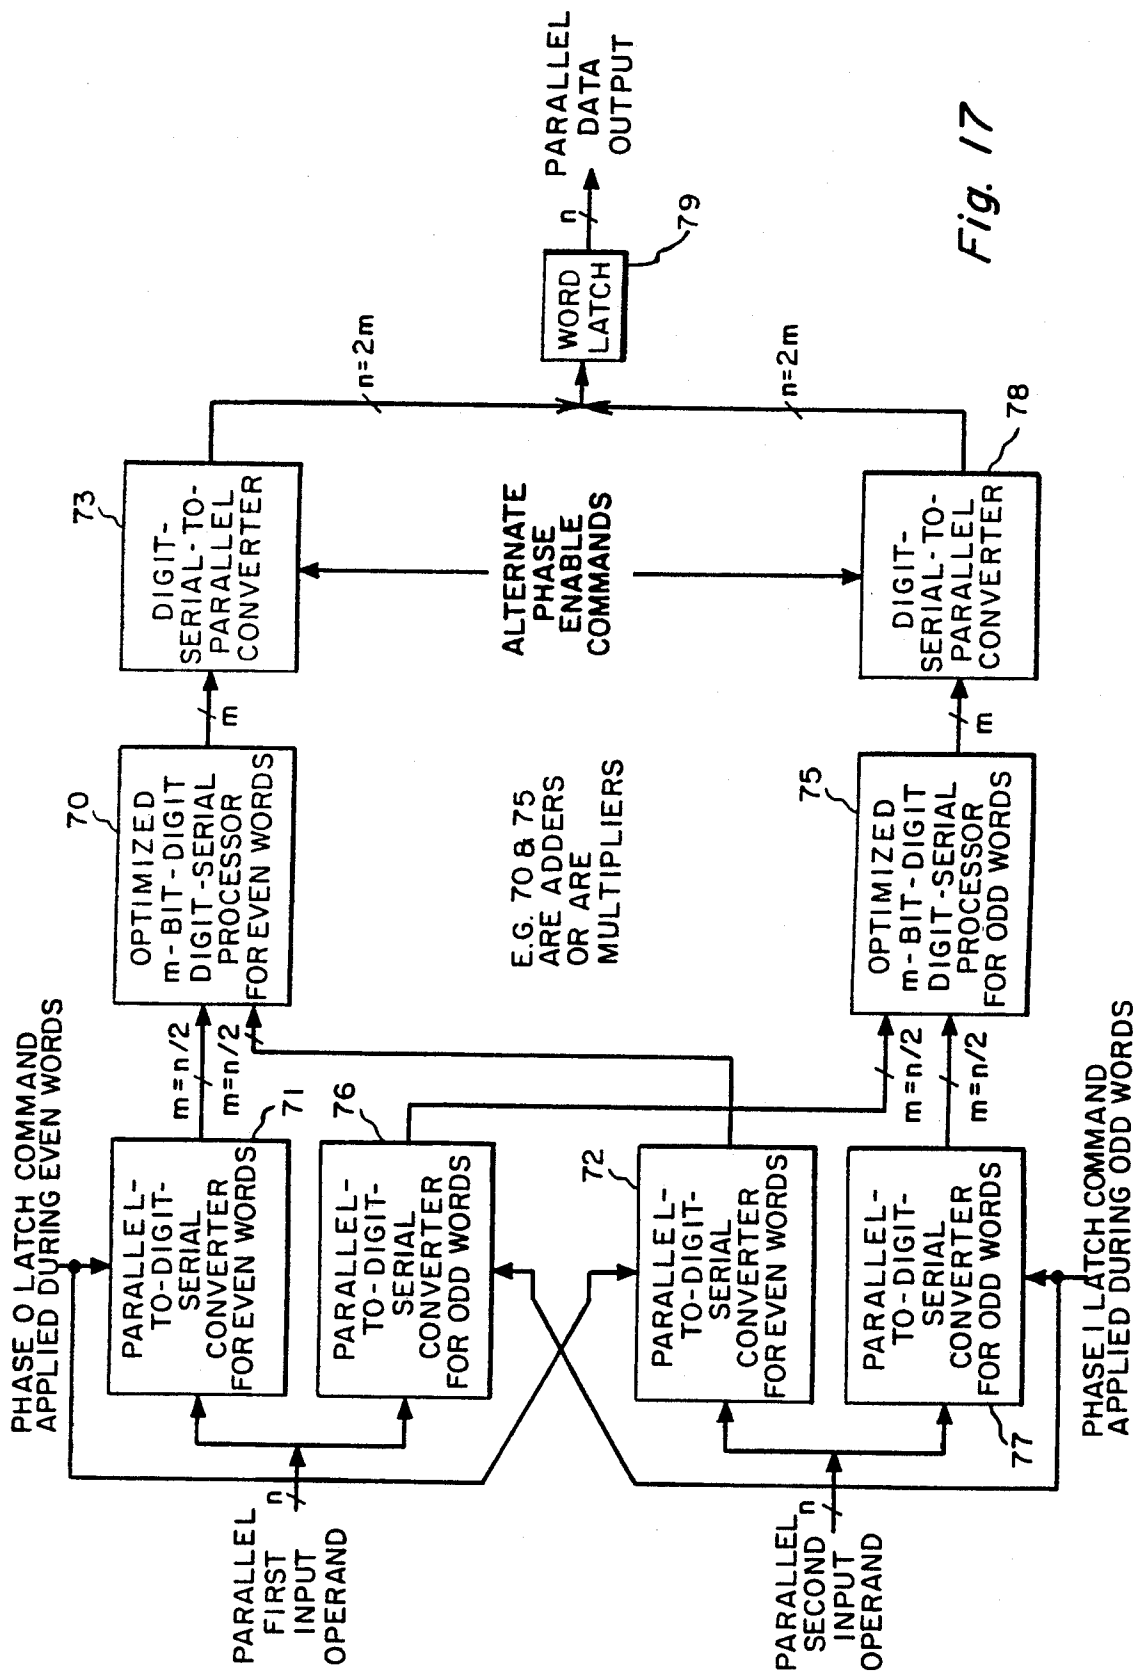 PHASE 0 LATCH COMMAND
APPLIED DURING EVEN WORDS
PARALLEL
FIRST
INPUT
OPERAND
n
PARALLEL-
TO-DIGIT-
SERIAL
CONVERTER
FOR EVEN WORDS
71
m=n/2
m=n/2
PARALLEL-
TO-DIGIT-
SERIAL
CONVERTER
FOR ODD WORDS
76
PARALLEL
SECOND
INPUT
OPERAND
n
PARALLEL-
TO-DIGIT-
SERIAL
CONVERTER
FOR EVEN WORDS
72
PARALLEL-
TO-DIGIT-
SERIAL
CONVERTER
FOR ODD WORDS
77
m=n/2
m=n/2
PHASE 1 LATCH COMMAND
APPLIED DURING ODD WORDS
70
OPTIMIZED
m-BIT-DIGIT
DIGIT-SERIAL
PROCESSOR
FOR EVEN WORDS
m
E.G. 70 & 75
ARE ADDERS
OR ARE
MULTIPLIERS
75
OPTIMIZED
m-BIT-DIGIT
DIGIT-SERIAL
PROCESSOR
FOR ODD WORDS
m
73
DIGIT-
SERIAL-TO-
PARALLEL
CONVERTER
n=2m
ALTERNATE
PHASE
ENABLE
COMMANDS
DIGIT-
SERIAL-TO-
PARALLEL
CONVERTER
78
n=2m
WORD
LATCH
79
n
PARALLEL
DATA
OUTPUT
Fig. 17